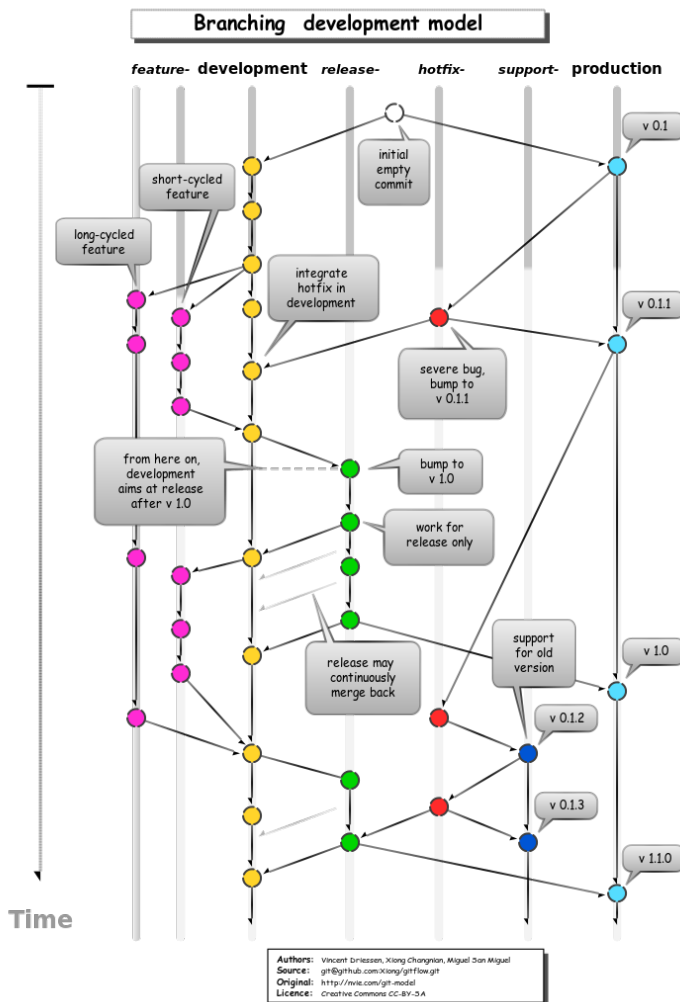 Branching development model
feature- development release- hotfix- support- production
v 0.1
initial
empty
commit
short-cycled
feature
long-cycled
feature
integrate
hotfix in
development
v 0.1.1
severe bug,
bump to
v 0.1.1
from here on,
development
aims at release
after v 1.0
bump to
v 1.0
work for
release only
support
for old
version
release may
continuously
merge back
v 1.0
v 0.1.2
v 0.1.3
v 1.1.0
Time
Authors: Vincent Driessen, Xiong Changnian, Miguel San Miguel
Source: git@github.com:Xiong/gitflow.git
Original: http://nvie.com/git-model
Licence: Creative Commons CC-BY-SA